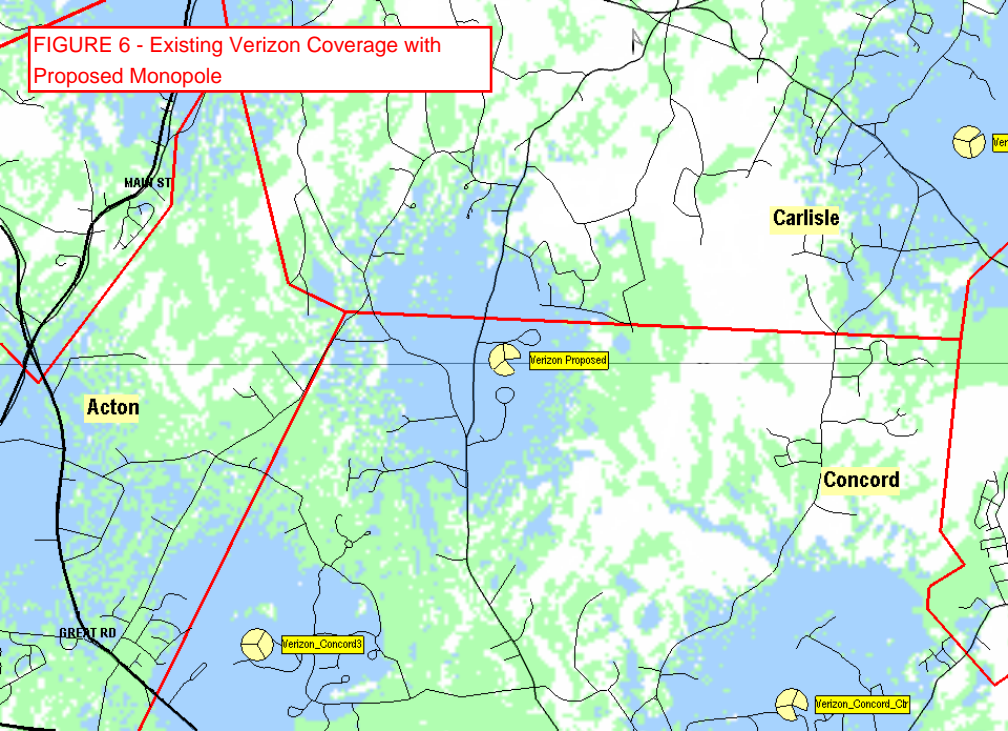 FIGURE 6 - Existing Verizon Coverage with
Proposed Monopole
MAIN ST
Carlisle
Verizon Proposed
Acton
Concord
GREAT RD
Verizon_Concord3
Verizon_Concord_Ctr